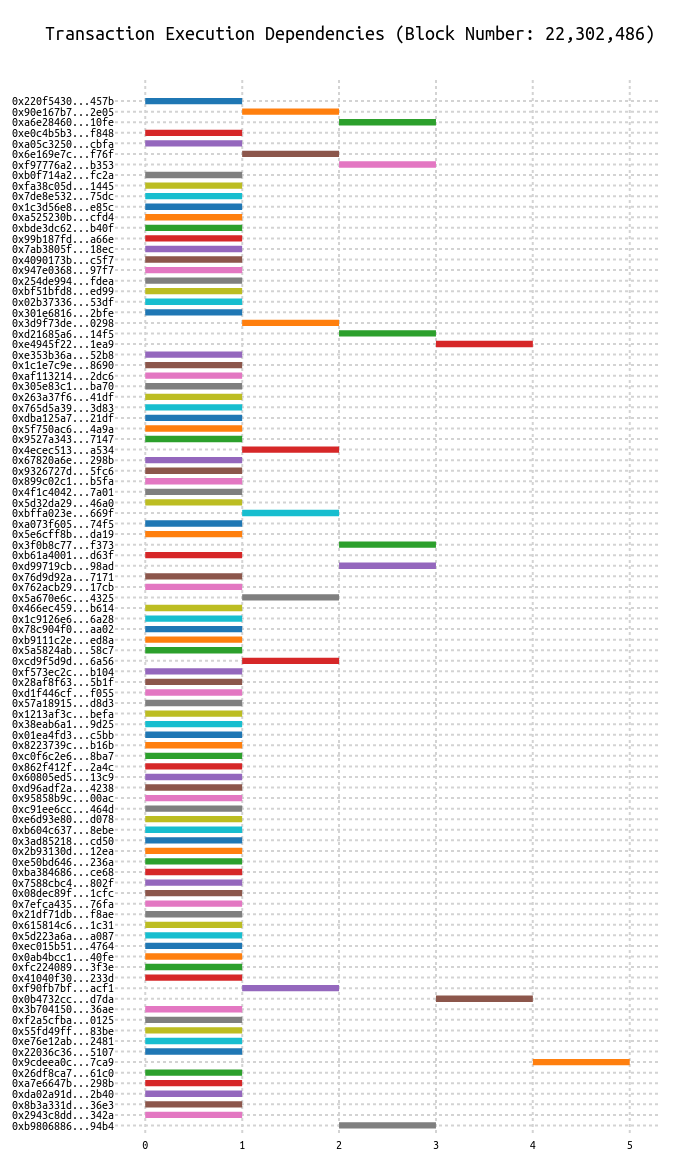 Transaction Execution Dependencies (Block Number: 22,302,486)
0x220f5430...457b
0x90e167b7...2e05
0xa6e28460...10fe
0xe0c4b5b3...f848
0xa05c3250...cbfa
0x6e169e7c...f76f
0xf97776a2...b353
0xb0f714a2...fc2a
0xfa38c05d...1445
0x7de8e532...75dc
0x1c3d56e8...e85c
0xa525230b...cfd4
0xbde3dc62...b40f
0x99b187fd...a66e
0x7ab3805f...18ec
0x4090173b...c5f7
0x947e0368...97f7
0x254de994...fdea
0xbf51bfd8...ed99
0x02b37336...53df
0x301e6816...2bfe
0x3d9f73de...0298
0xd21685a6...14f5
0xe4945f22...1ea9
0xe353b36a...52b8
0x1c1e7c9e...8690
0xaf113214...2dc6
0x305e83c1...ba70
0x263a37f6...41df
0x765d5a39...3d83
0xdba125a7...21df
0x5f750ac6...4a9a
0x9527a343...7147
0x4ecec513...a534
0x67820a6e...298b
0x9326727d...5fc6
0x899c02c1...b5fa
0x4f1c4042...7a01
0x5d32da29...46a0
0xbffa023e...669f
0xa073f605...74f5
0x5e6cff8b...da19
0x3f0b8c77...f373
0xb61a4001...d63f
0xd99719cb...98ad
0x76d9d92a...7171
0x762acb29...17cb
0x5a670e6c...4325
0x466ec459...b614
0x1c9126e6...6a28
0x78c904f0...aa02
0xb9111c2e...ed8a
0x5a5824ab...58c7
0xcd9f5d9d...6a56
0xf573ec2c...b104
0x28af8f63...5b1f
0xd1f446cf...f055
0x57a18915...d8d3
0x1213af3c...befa
0x38eab6a1...9d25
0x01ea4fd3...c5bb
0x8223739c...b16b
0xc0f6c2e6...8ba7
0x862f412f...2a4c
0x60805ed5...13c9
0xd96adf2a...4238
0x95858b9c...00ac
0xc91ee6cc...464d
0xe6d93e80...d078
0xb604c637...8ebe
0x3ad85218...cd50
0x2b93130d...12ea
0xe50bd646...236a
0xba384686...ce68
0x7588cbc4...802f
0x08dec89f...1cfc
0x7efca435...76fa
0x21df71db...f8ae
0x615814c6...1c31
0x5d223a6a...a087
0xec015b51...4764
0x0ab4bcc1...40fe
0xfc224089...3f3e
0x41040f30...233d
0xf90fb7bf...acf1
0x0b4732cc...d7da
0x3b704150...36ae
0xf2a5cfba...0125
0x55fd49ff...83be
0xe76e12ab...2481
0x22036c36...5107
0x9cdeea0c...7ca9
0x26df8ca7...61c0
0xa7e6647b...298b
0xda02a91d...2b40
0x8b3a331d...36e3
0x2943c8dd...342a
0xb9806886...94b4
0 1 2 3 4 5